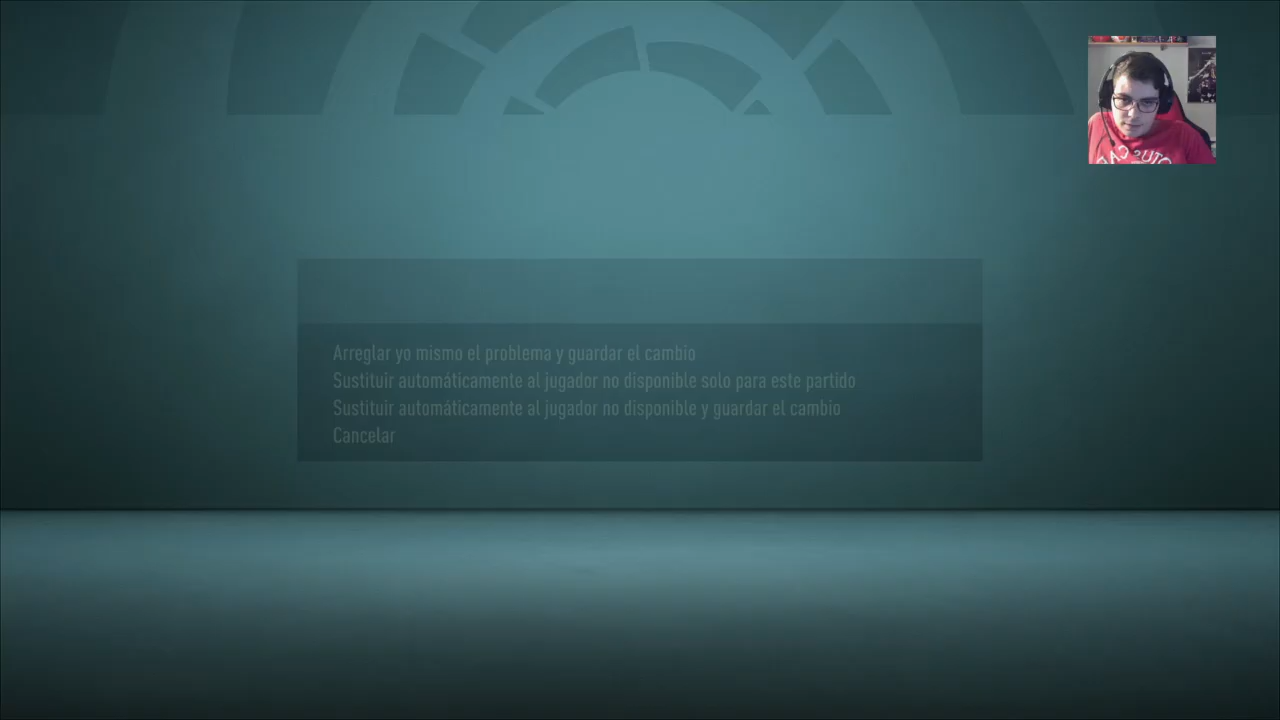 Arreglar yo mismo el problema y guardar el cambio
Sustituir automáticamente al jugador no disponible solo para este partido
Sustituir automáticamente al jugador no disponible y guardar el cambio
Cancelar